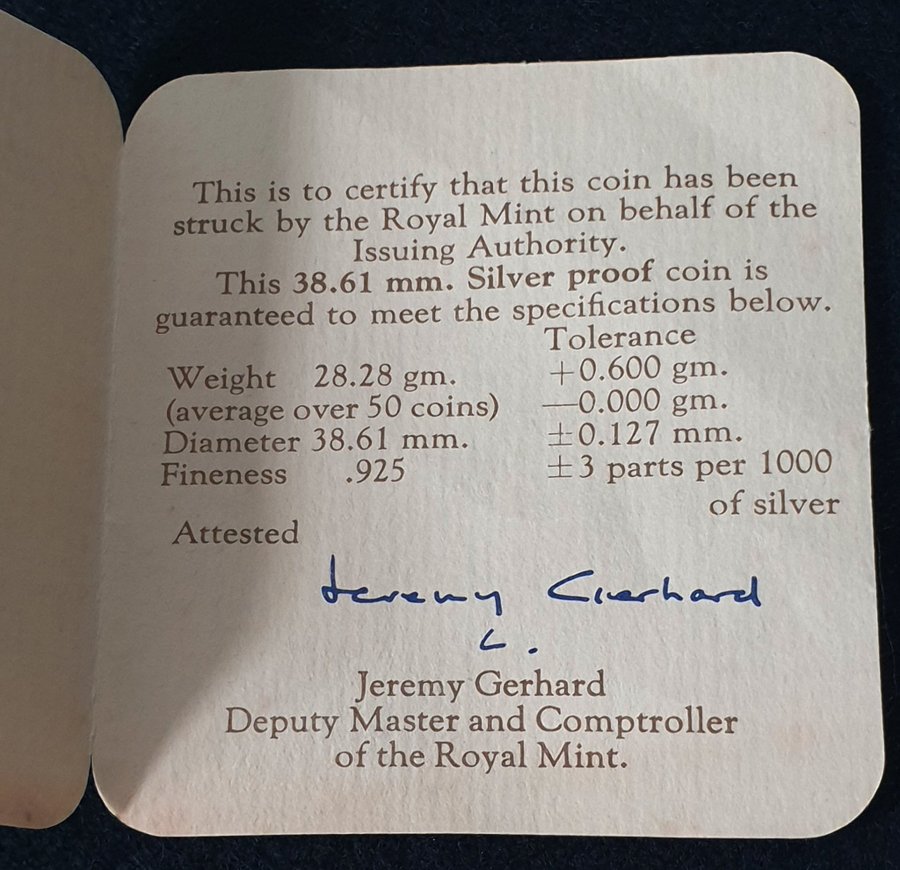 This is to certify that this coin has been
struck by the Royal Mint on behalf of the
Issuing Authority.
This 38.61 mm. Silver proof coin is
guaranteed to meet the specifications below.
Tolerance
Weight 28.28 gm. +0.600 gm.
(average over 50 coins) —0.000 gm.
Diameter 38.61 mm. ±0.127 mm.
Fineness .925 ±3 parts per 1000
of silver
Attested
Jeremy Gerhard
Jeremy Gerhard
Deputy Master and Comptroller
of the Royal Mint.